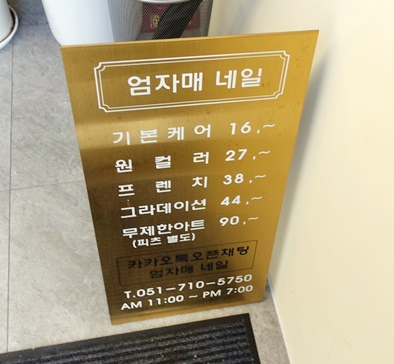 엄자매 네일
기본케어 16,~
원 컬 러 27,~
프 렌 치 38,~
그라데이션 44,~
무제한아트 90,~
(피츠 별도)
카카오톡오픈채팅
엄자매 네일
T.051-710-5750
AM 11:00 ~ PM 7:00